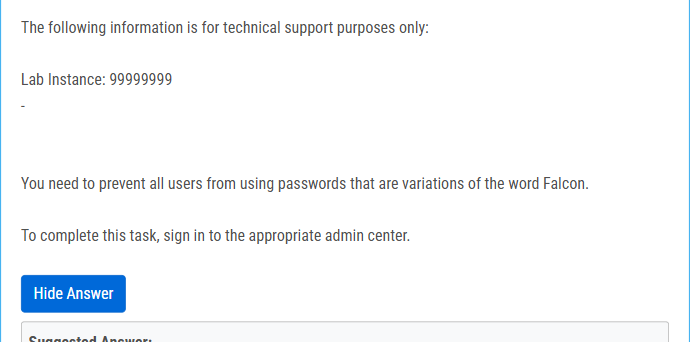 The following information is for technical support purposes only:
Lab Instance: 99999999
-
You need to prevent all users from using passwords that are variations of the word Falcon.
To complete this task, sign in to the appropriate admin center.
Hide Answer
Suggested Answer: